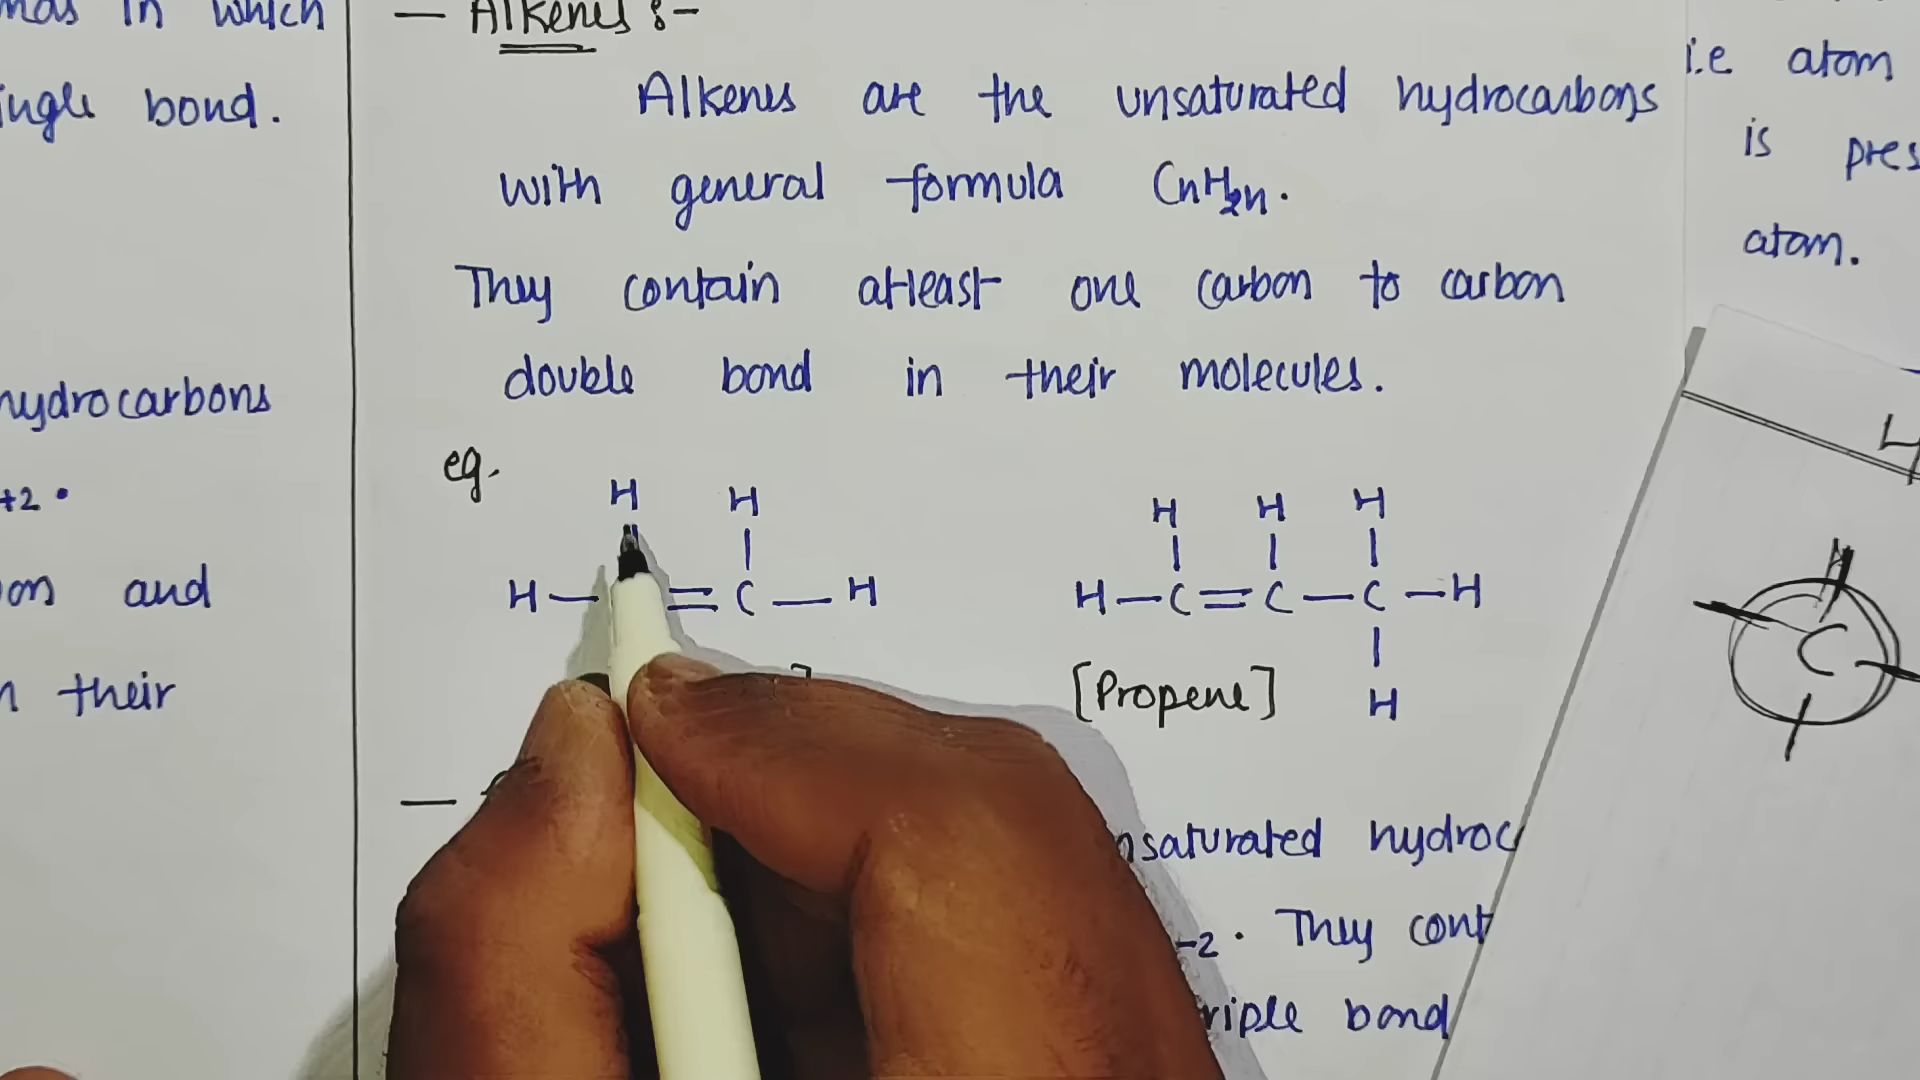 mas in which
ingle bond.
hydrocarbons
+2.
on and
n their
— Alkenes :-
Alkenes are the unsaturated hydrocarbons
with general formula CnH2n.
They contain atleast one carbon to carbon
double bond in their molecules.
eg.
H H
H — = C — H
]
H H H
H — C = C — C — H
H
[Propene]
—
nsaturated hydroc
-2. They cont
riple bond
i.e atom
is pres
atom.
4
C